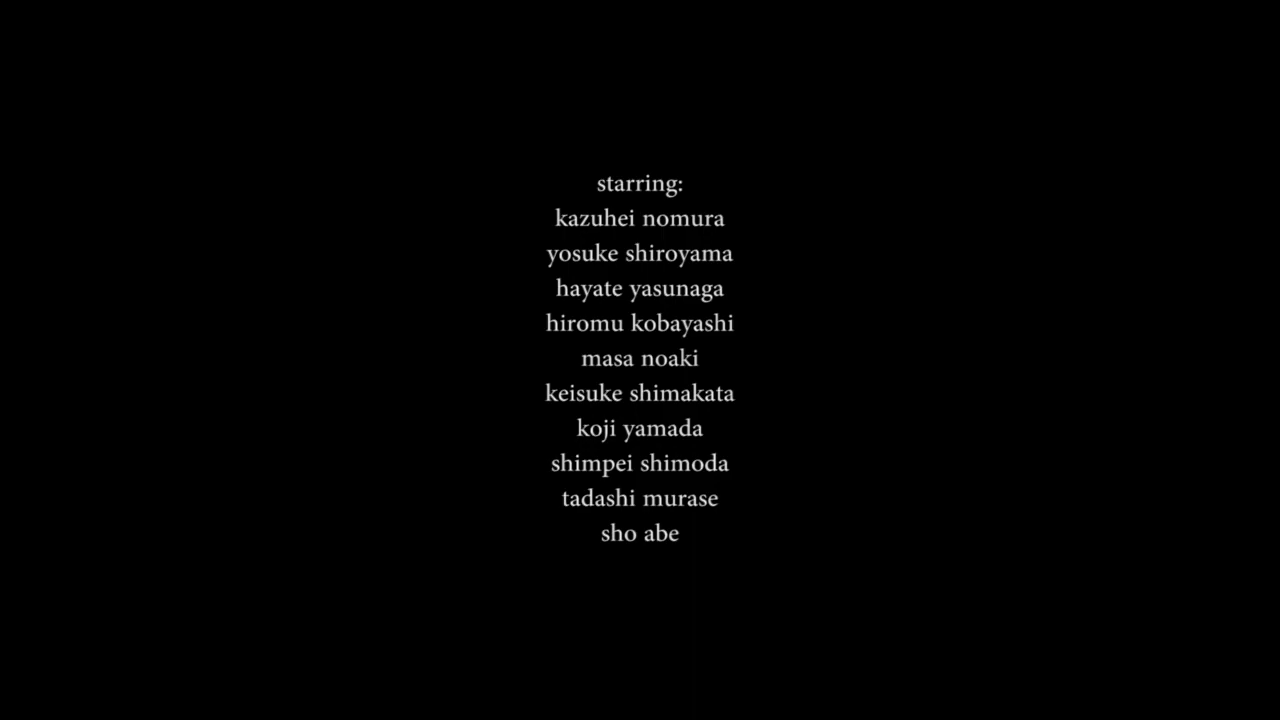 starring:
kazuhei nomura
yosuke shiroyama
hayate yasunaga
hiromu kobayashi
masa noaki
keisuke shimakata
koji yamada
shimpei shimoda
tadashi murase
sho abe